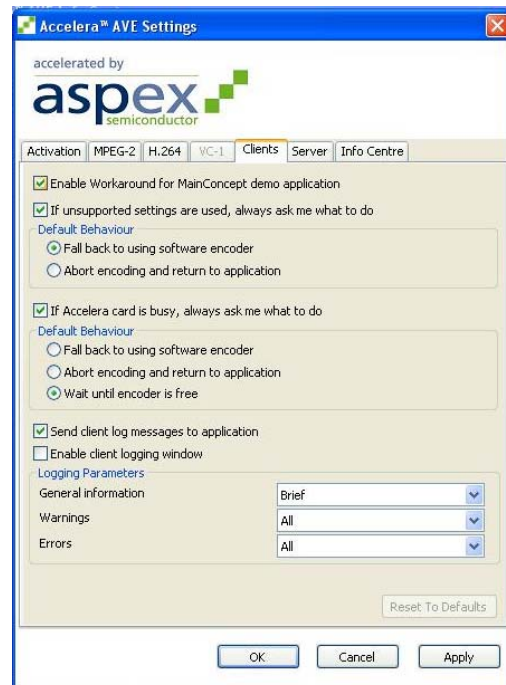 Accelera™ AVE Settings
accelerated by
aspex
semiconductor
Activation MPEG-2 H.264 VC-1 Clients Server Info Centre
Enable Workaround for MainConcept demo application
If unsupported settings are used, always ask me what to do
Default Behaviour
Fall back to using software encoder
Abort encoding and return to application
If Accelera card is busy, always ask me what to do
Default Behaviour
Fall back to using software encoder
Abort encoding and return to application
Wait until encoder is free
Send client log messages to application
Enable client logging window
Logging Parameters
General information Brief
Warnings All
Errors All
Reset To Defaults
OK Cancel Apply